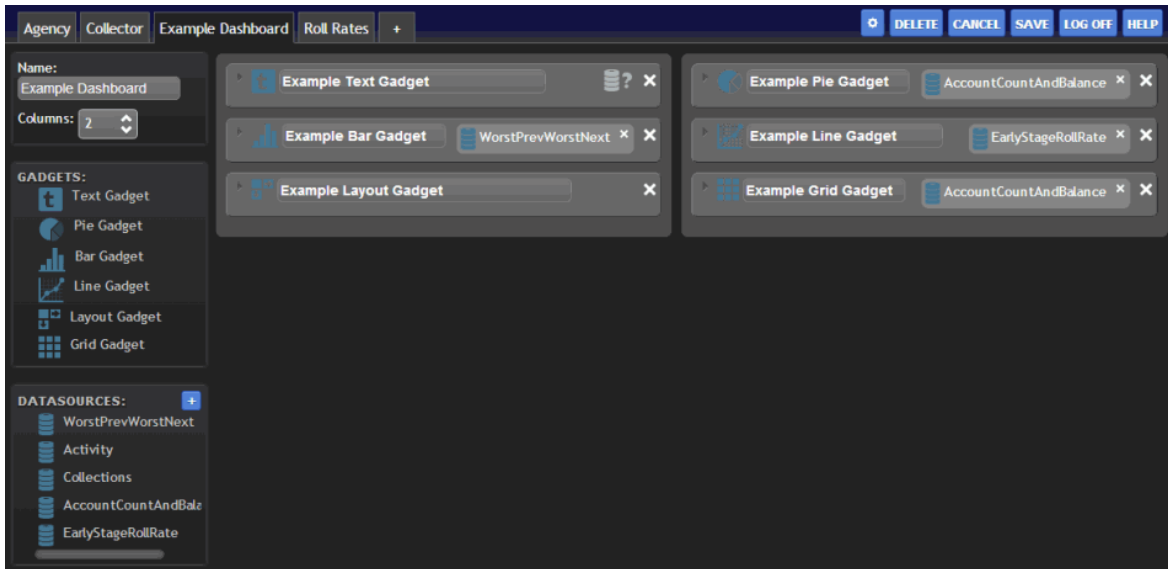 Agency Collector Example Dashboard Roll Rates + DELETE CANCEL SAVE LOG OFF HELP
Name:
Example Dashboard
Columns: 2
GADGETS:
t Text Gadget
Pie Gadget
Bar Gadget
Line Gadget
Layout Gadget
Grid Gadget
DATASOURCES: +
WorstPrevWorstNext
Activity
Collections
AccountCountAndBala
EarlyStageRollRate
t Example Text Gadget ? ×
Example Bar Gadget WorstPrevWorstNext × ×
Example Layout Gadget ×
Example Pie Gadget AccountCountAndBalance × ×
Example Line Gadget EarlyStageRollRate × ×
Example Grid Gadget AccountCountAndBalance × ×